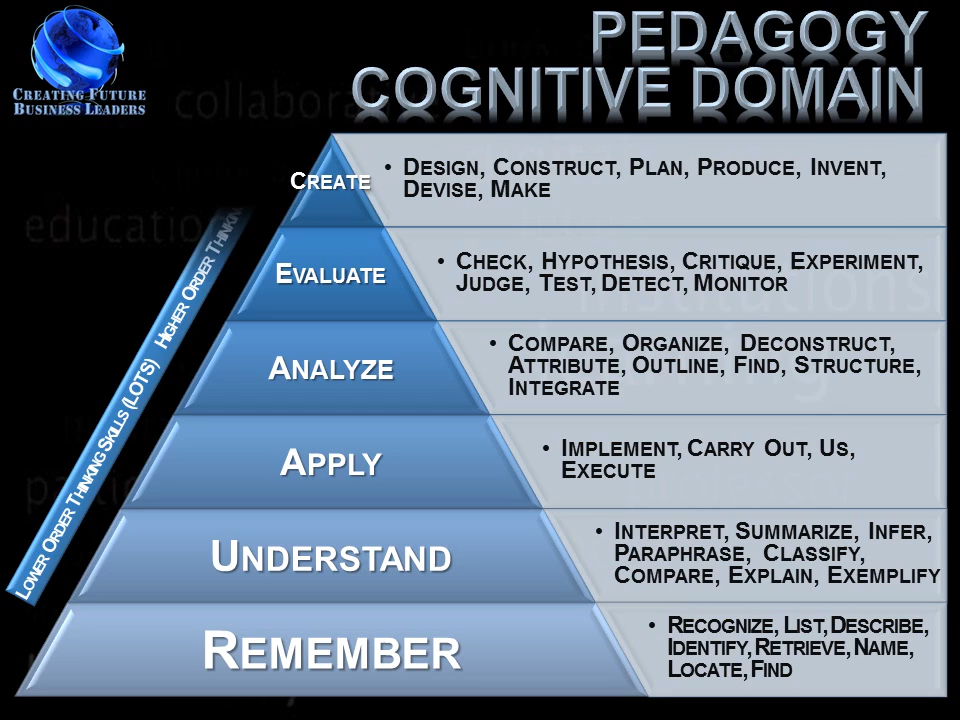 PEDAGOGY
COGNITIVE DOMAIN
CREATING FUTURE
BUSINESS LEADERS
collaborat
education
CREATE
• DESIGN, CONSTRUCT, PLAN, PRODUCE, INVENT,
DEVISE, MAKE
EVALUATE
• CHECK, HYPOTHESIS, CRITIQUE, EXPERIMENT,
JUDGE, TEST, DETECT, MONITOR
ANALYZE
• COMPARE, ORGANIZE, DECONSTRUCT,
ATTRIBUTE, OUTLINE, FIND, STRUCTURE,
INTEGRATE
APPLY
• IMPLEMENT, CARRY OUT, US,
EXECUTE
UNDERSTAND
• INTERPRET, SUMMARIZE, INFER,
PARAPHRASE, CLASSIFY,
COMPARE, EXPLAIN, EXEMPLIFY
REMEMBER
• RECOGNIZE, LIST, DESCRIBE,
IDENTIFY, RETRIEVE, NAME,
LOCATE, FIND
LOWER ORDER THINKING SKILLS (LOTS) HIGHER ORDER THINKIN